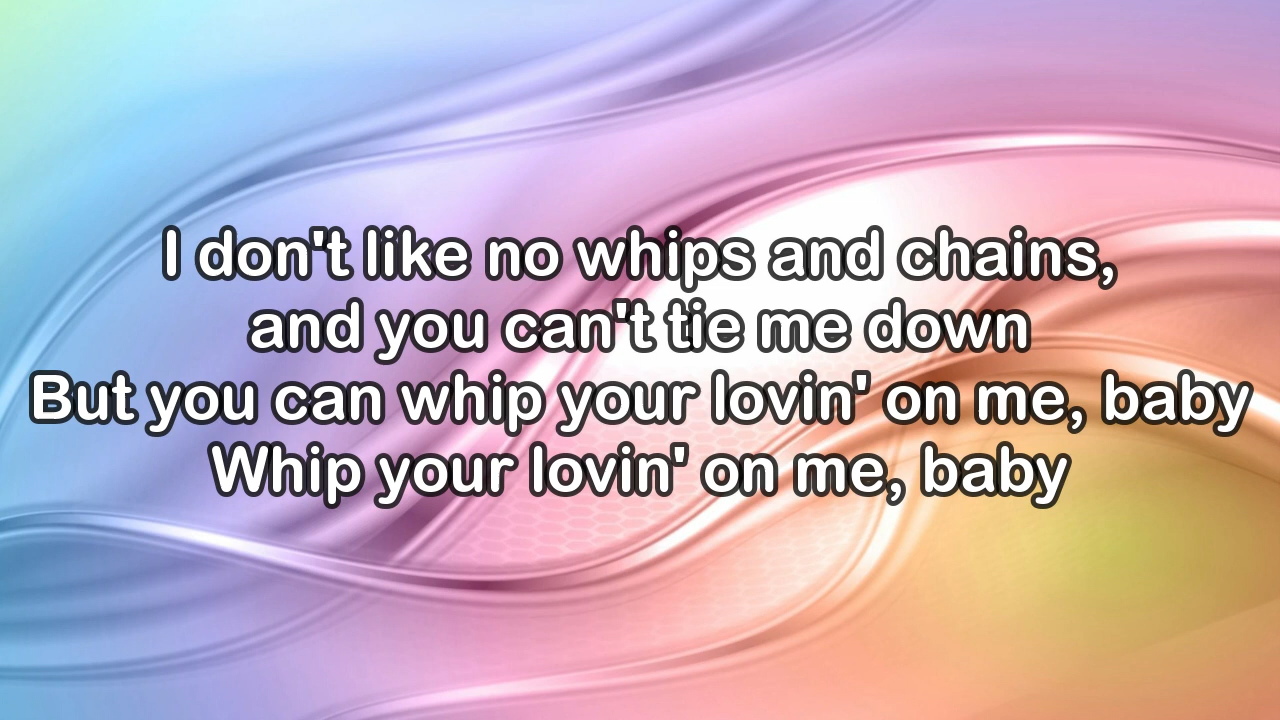 I don't like no whips and chains,
and you can't tie me down
But you can whip your lovin' on me, baby
Whip your lovin' on me, baby